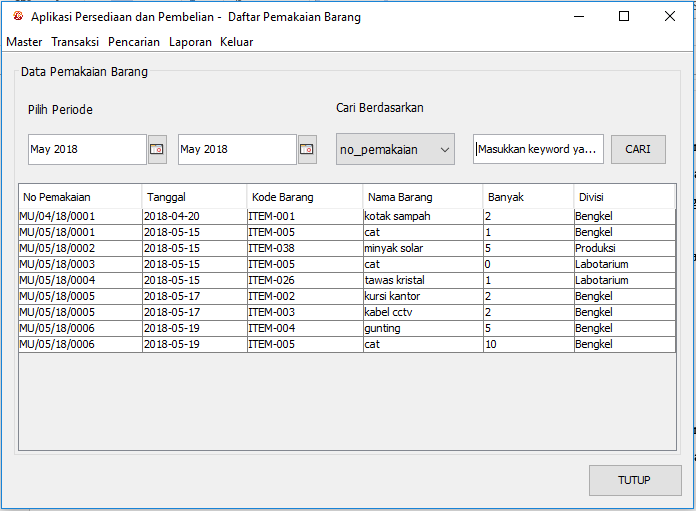 Aplikasi Persediaan dan Pembelian - Daftar Pemakaian Barang
Master Transaksi Pencarian Laporan Keluar
Data Pemakaian Barang
Pilih Periode Cari Berdasarkan
May 2018 May 2018 no_pemakaian Masukkan keyword ya... CARI
No Pemakaian Tanggal Kode Barang Nama Barang Banyak Divisi
MU/04/18/0001 2018-04-20 ITEM-001 kotak sampah 2 Bengkel
MU/05/18/0001 2018-05-15 ITEM-005 cat 1 Bengkel
MU/05/18/0002 2018-05-15 ITEM-038 minyak solar 5 Produksi
MU/05/18/0003 2018-05-15 ITEM-005 cat 0 Labotarium
MU/05/18/0004 2018-05-15 ITEM-026 tawas kristal 1 Labotarium
MU/05/18/0005 2018-05-17 ITEM-002 kursi kantor 2 Bengkel
MU/05/18/0005 2018-05-17 ITEM-003 kabel cctv 2 Bengkel
MU/05/18/0006 2018-05-19 ITEM-004 gunting 5 Bengkel
MU/05/18/0006 2018-05-19 ITEM-005 cat 10 Bengkel
TUTUP